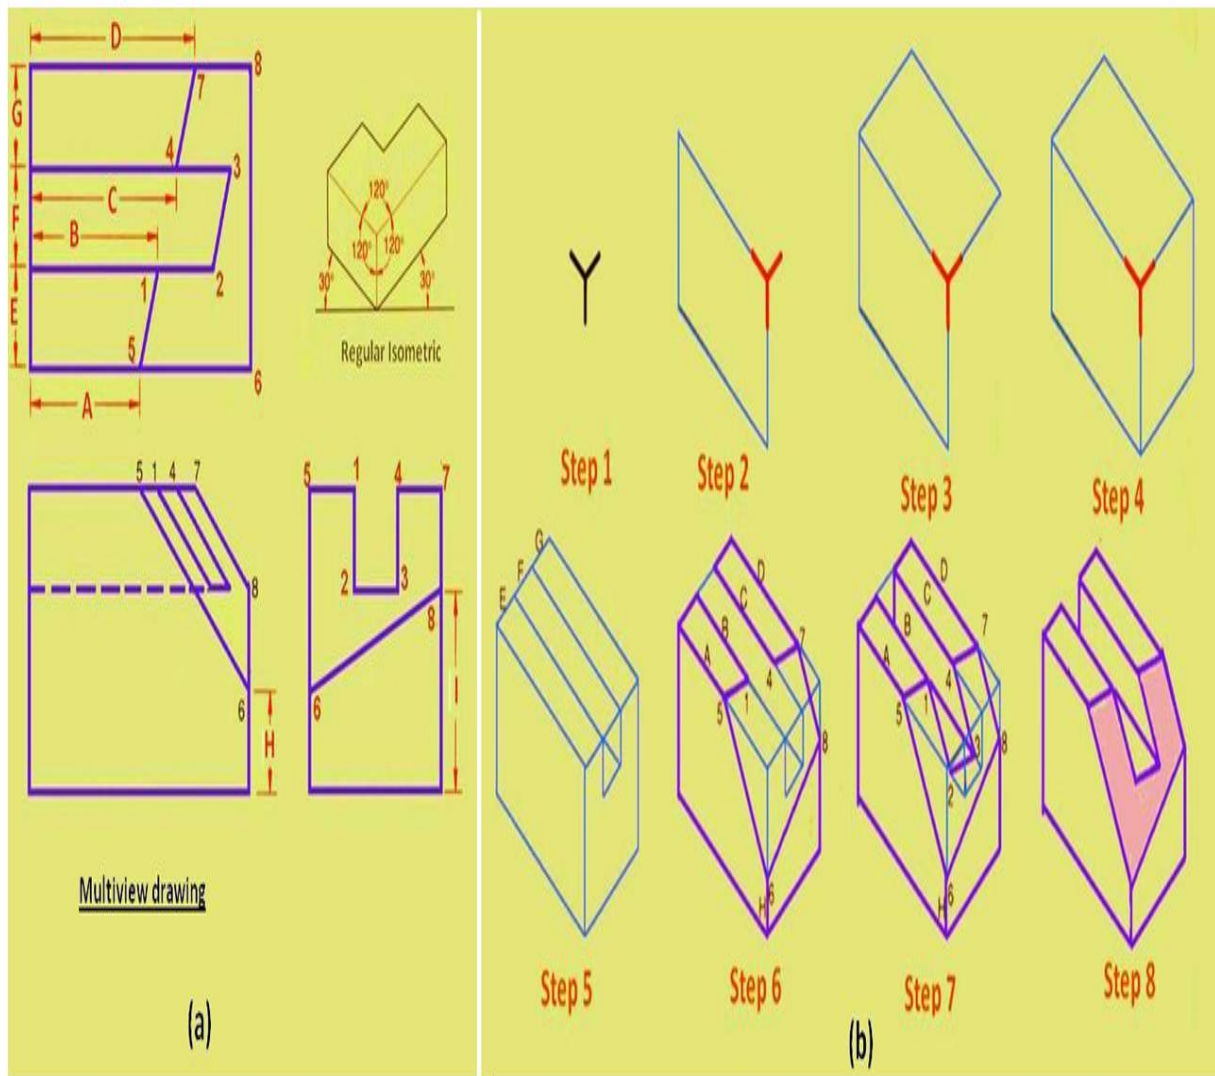 D
8
7
G
4
3
C
F
B
1
2
E
5
6
A
120°
120° 120°
30° 30°
Regular Isometric
5 1 4 7
8
6
H
5 1 4 7
2 3
8
6
I
Multiview drawing
(a)
Step 1
Step 2
Step 3
Step 4
G
F
E
Step 5
D
C
B
A
7
4
1
5
8
6
H
Step 6
D
C
B
A
7
4
1
5
3
8
2
6
H
Step 7
Step 8
(b)